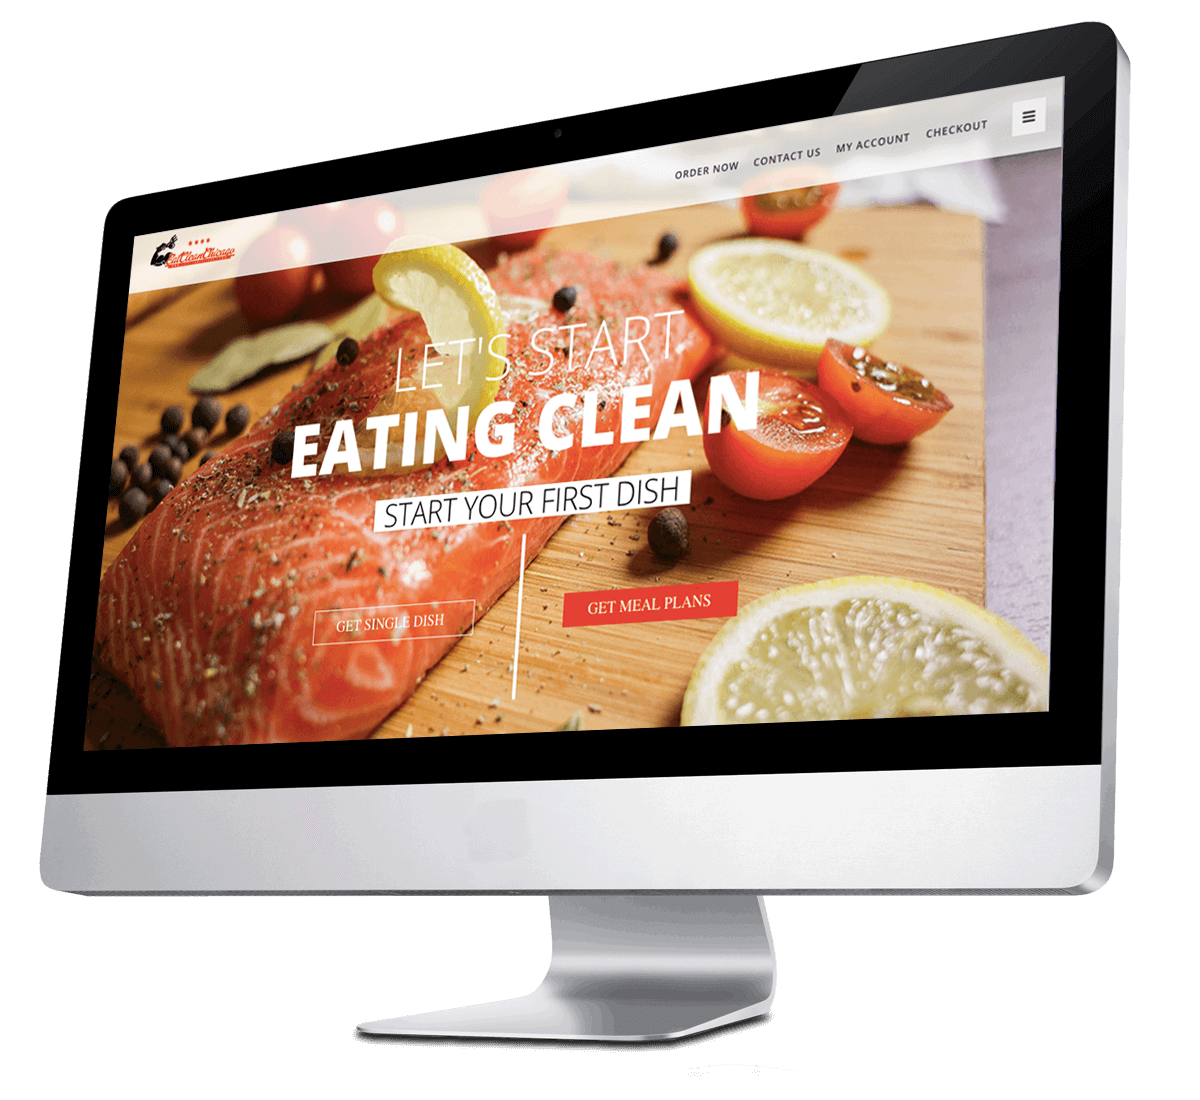 ORDER NOW
CONTACT US
MY ACCOUNT
CHECKOUT
EatCleanChicago
LET'S START
EATING CLEAN
START YOUR FIRST DISH
GET SINGLE DISH
GET MEAL PLANS